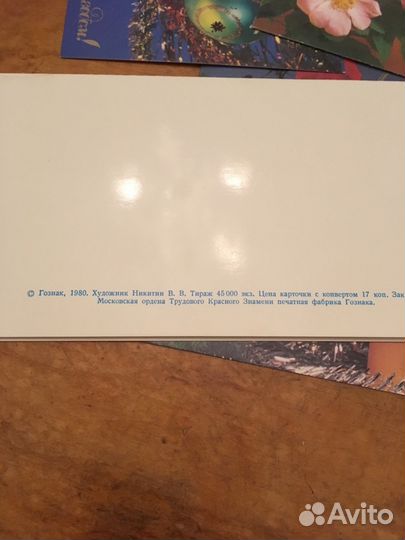 © Гознак, 1980. Художник Никитин В. В. Тираж 45 000 экз. Цена карточки с конвертом 17 коп. Зак
Московская ордена Трудового Красного Знамени печатная фабрика Гознака.
Avito